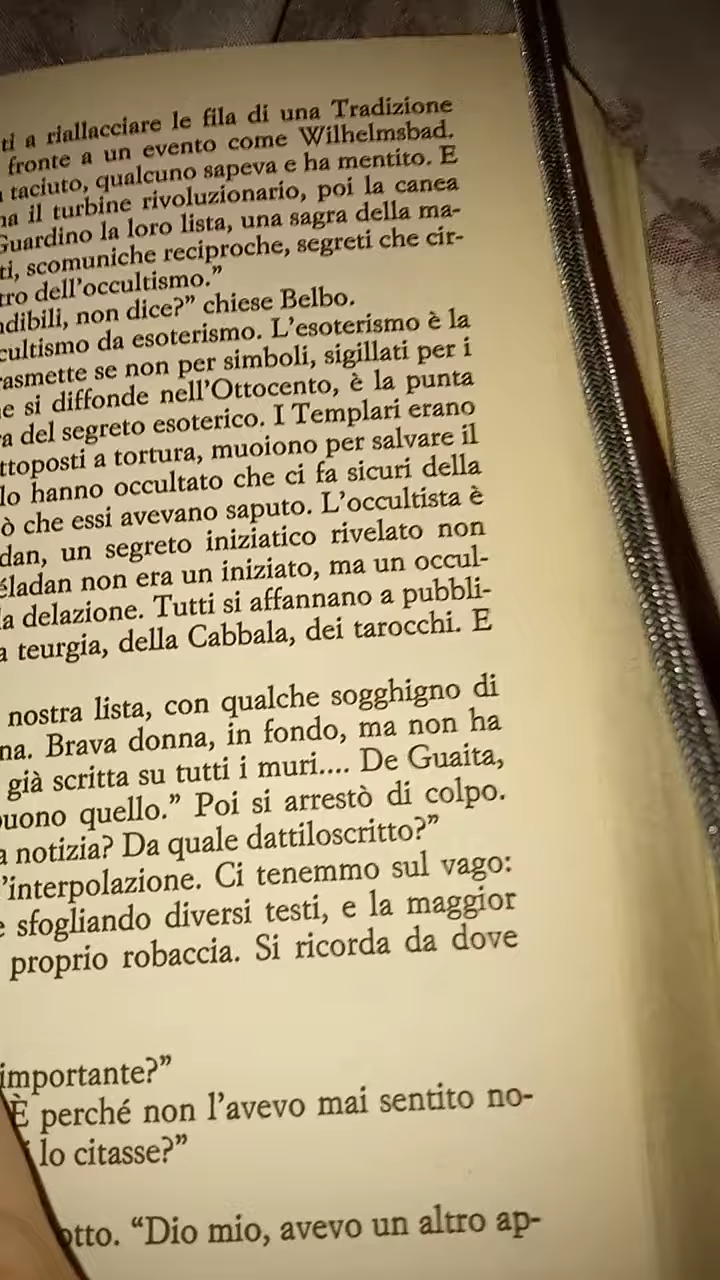 ti a riallacciare le fila di una Tradizione
fronte a un evento come Wilhelmsbad.
taciuto, qualcuno sapeva e ha mentito. E
il turbine rivoluzionario, poi la canea
Guardino la loro lista, una sagra della ma-
ti, scomuniche reciproche, segreti che cir-
tro dell'occultismo.”
dibili, non dice?” chiese Belbo.
cultismo da esoterismo. L'esoterismo è la
asmette se non per simboli, sigillati per i
e si diffonde nell'Ottocento, è la punta
a del segreto esoterico. I Templari erano
ttoposti a tortura, muoiono per salvare il
lo hanno occultato che ci fa sicuri della
ò che essi avevano saputo. L'occultista è
dan, un segreto iniziatico rivelato non
éladan non era un iniziato, ma un occul-
a delazione. Tutti si affannano a pubbli-
a teurgia, della Cabbala, dei tarocchi. E
nostra lista, con qualche sogghigno di
na. Brava donna, in fondo, ma non ha
già scritta su tutti i muri.... De Guaita,
uono quello.” Poi si arrestò di colpo.
a notizia? Da quale dattiloscritto?”
'interpolazione. Ci tenemmo sul vago:
e sfogliando diversi testi, e la maggior
proprio robaccia. Si ricorda da dove
importante?”
È perché non l'avevo mai sentito no-
lo citasse?”
otto. “Dio mio, avevo un altro ap-